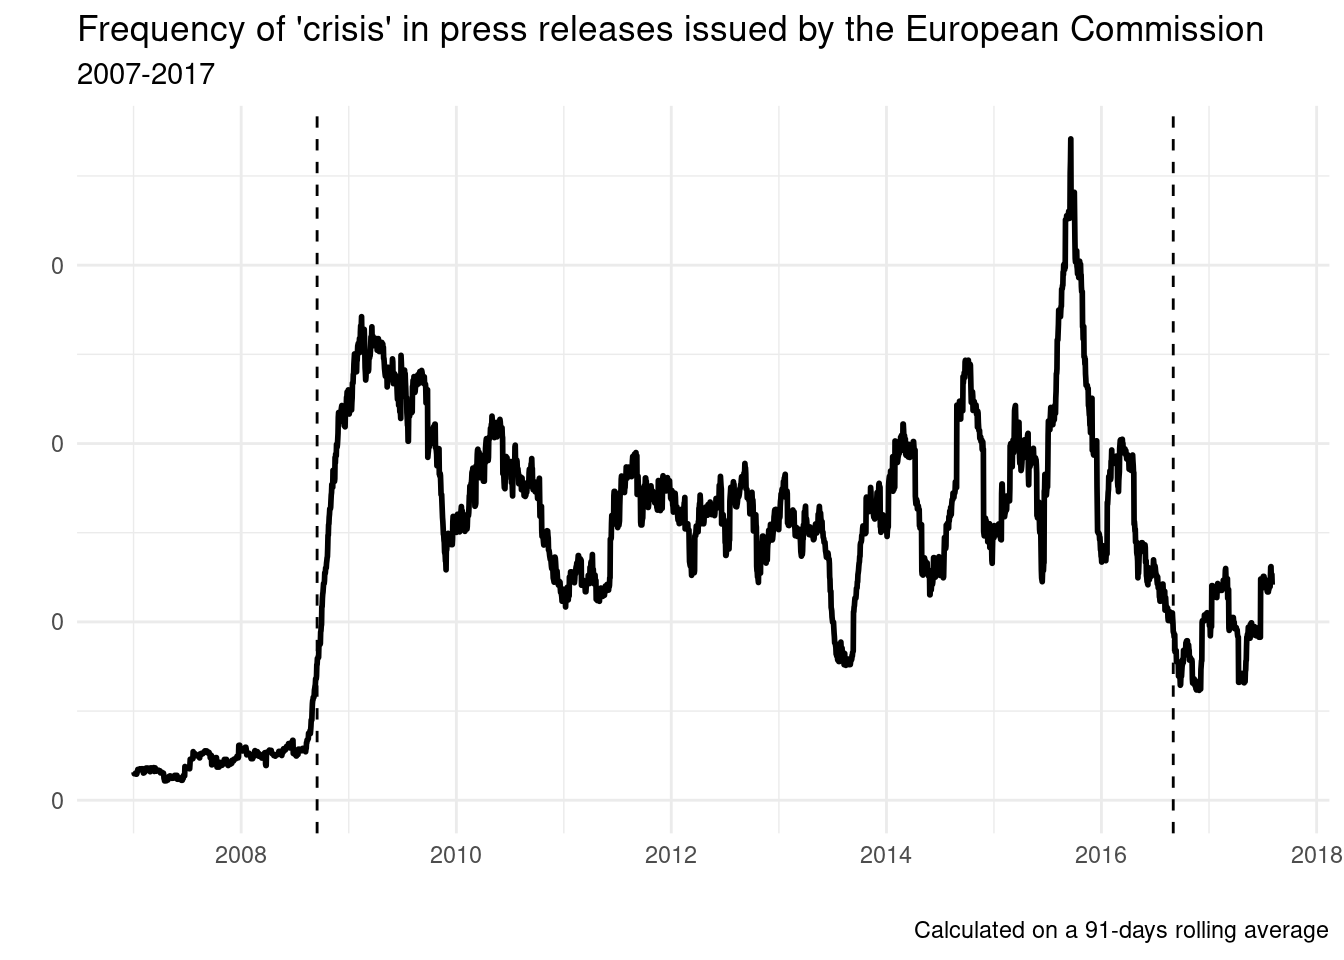 Frequency of 'crisis' in press releases issued by the European Commission
2007-2017
0
0
0
0
2008 2010 2012 2014 2016 2018
Calculated on a 91-days rolling average